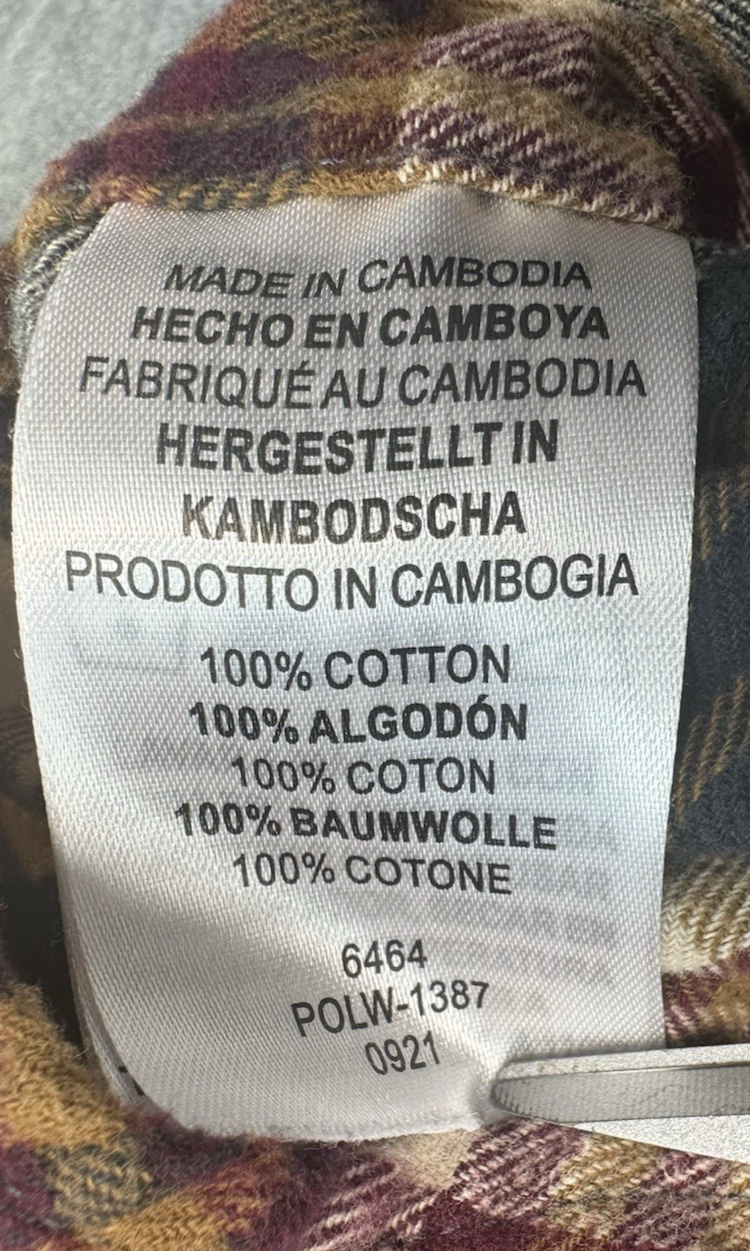 MADE IN CAMBODIA
HECHO EN CAMBOYA
FABRIQUÉ AU CAMBODIA
HERGESTELLT IN
KAMBODSCHA
PRODOTTO IN CAMBOGIA
100% COTTON
100% ALGODÓN
100% COTON
100% BAUMWOLLE
100% COTONE
6464
POLW-1387
0921